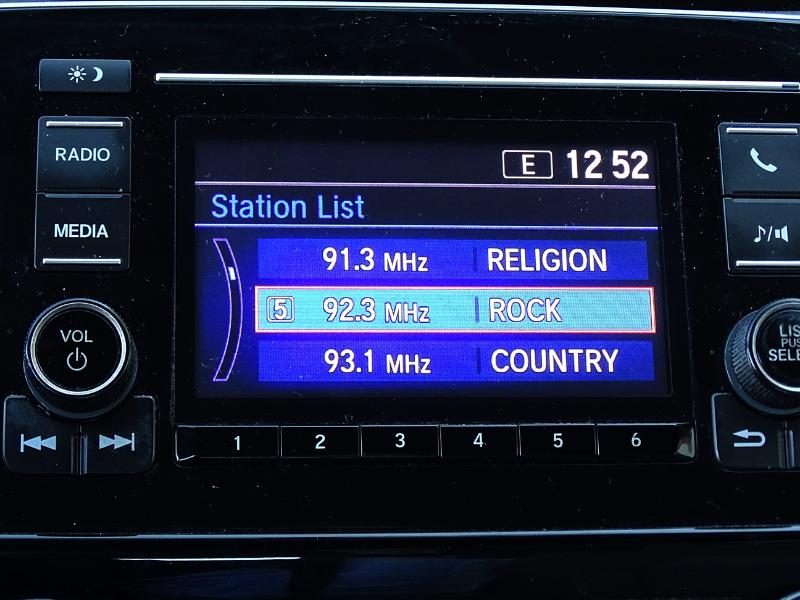 RADIO
MEDIA
VOL
E 12 52
Station List
91.3 MHz RELIGION
5 92.3 MHz ROCK
93.1 MHz COUNTRY
1 2 3 4 5 6
PUS